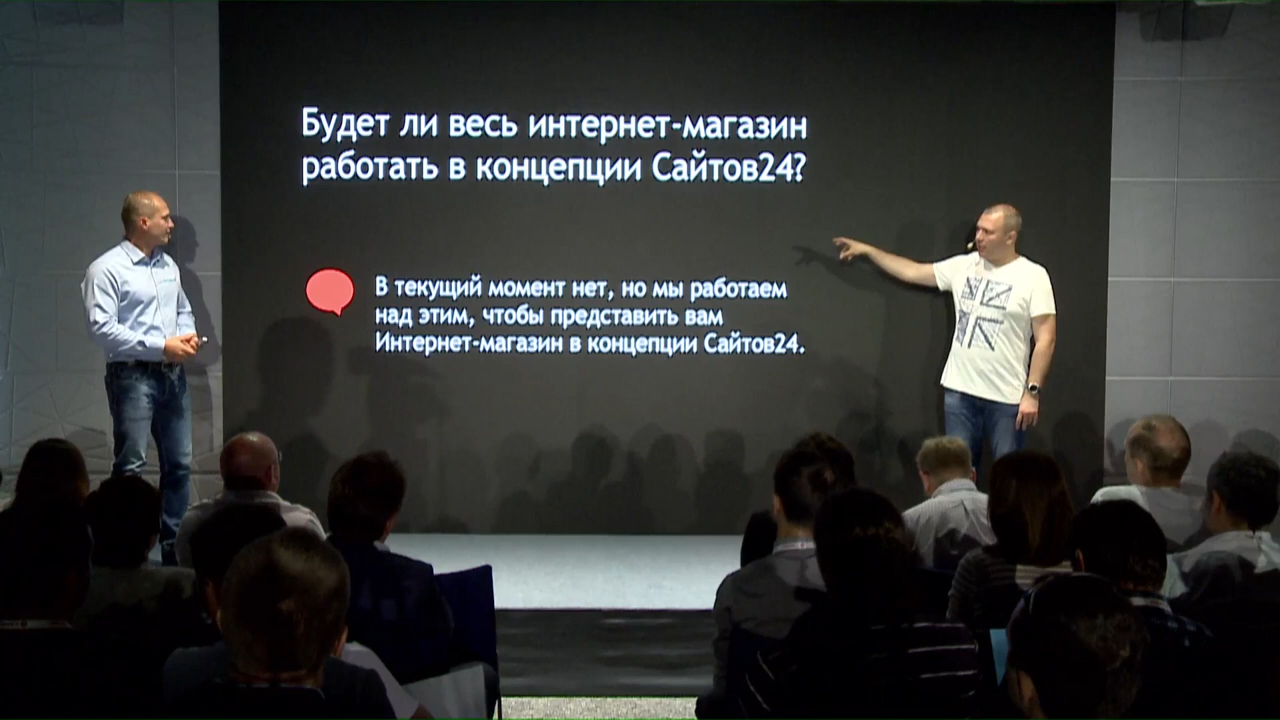 Будет ли весь интернет-магазин
работать в концепции Сайтов24?
В текущий момент нет, но мы работаем
над этим, чтобы представить вам
Интернет-магазин в концепции Сайтов24.